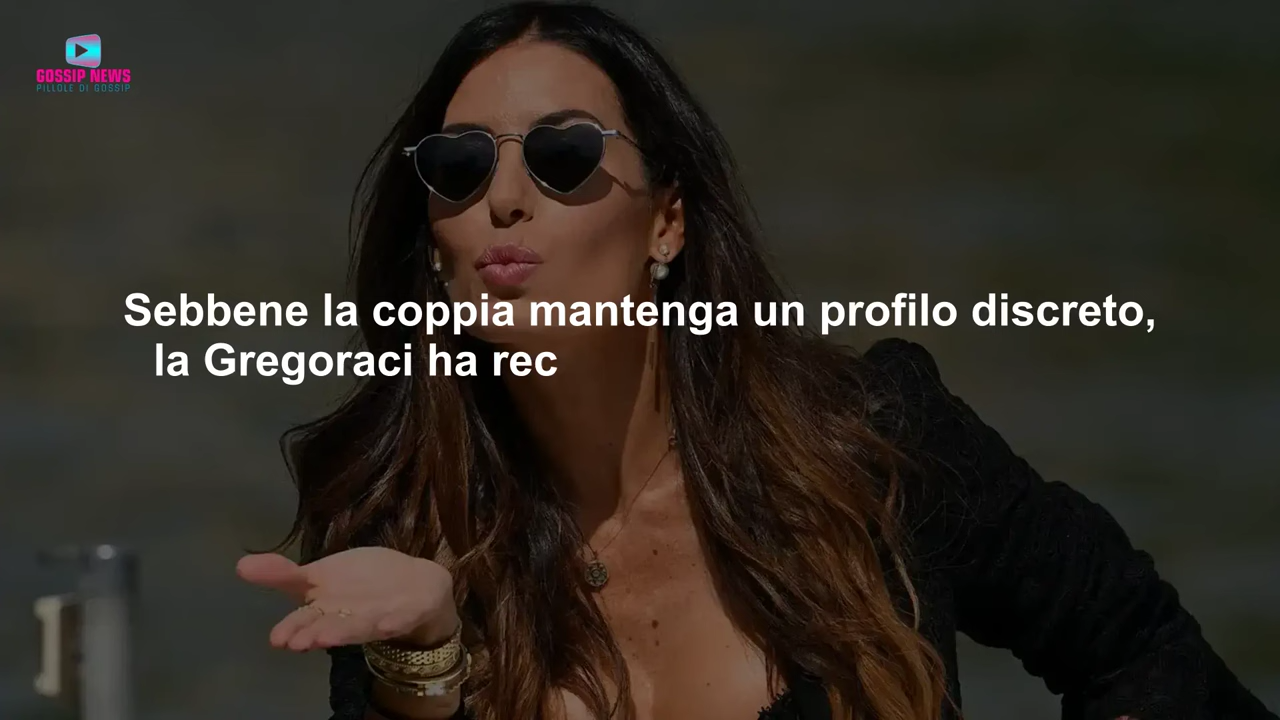 GOSSIP NEWS
PILLOLE DI GOSSIP
Sebbene la coppia mantenga un profilo discreto,
la Gregoraci ha rec